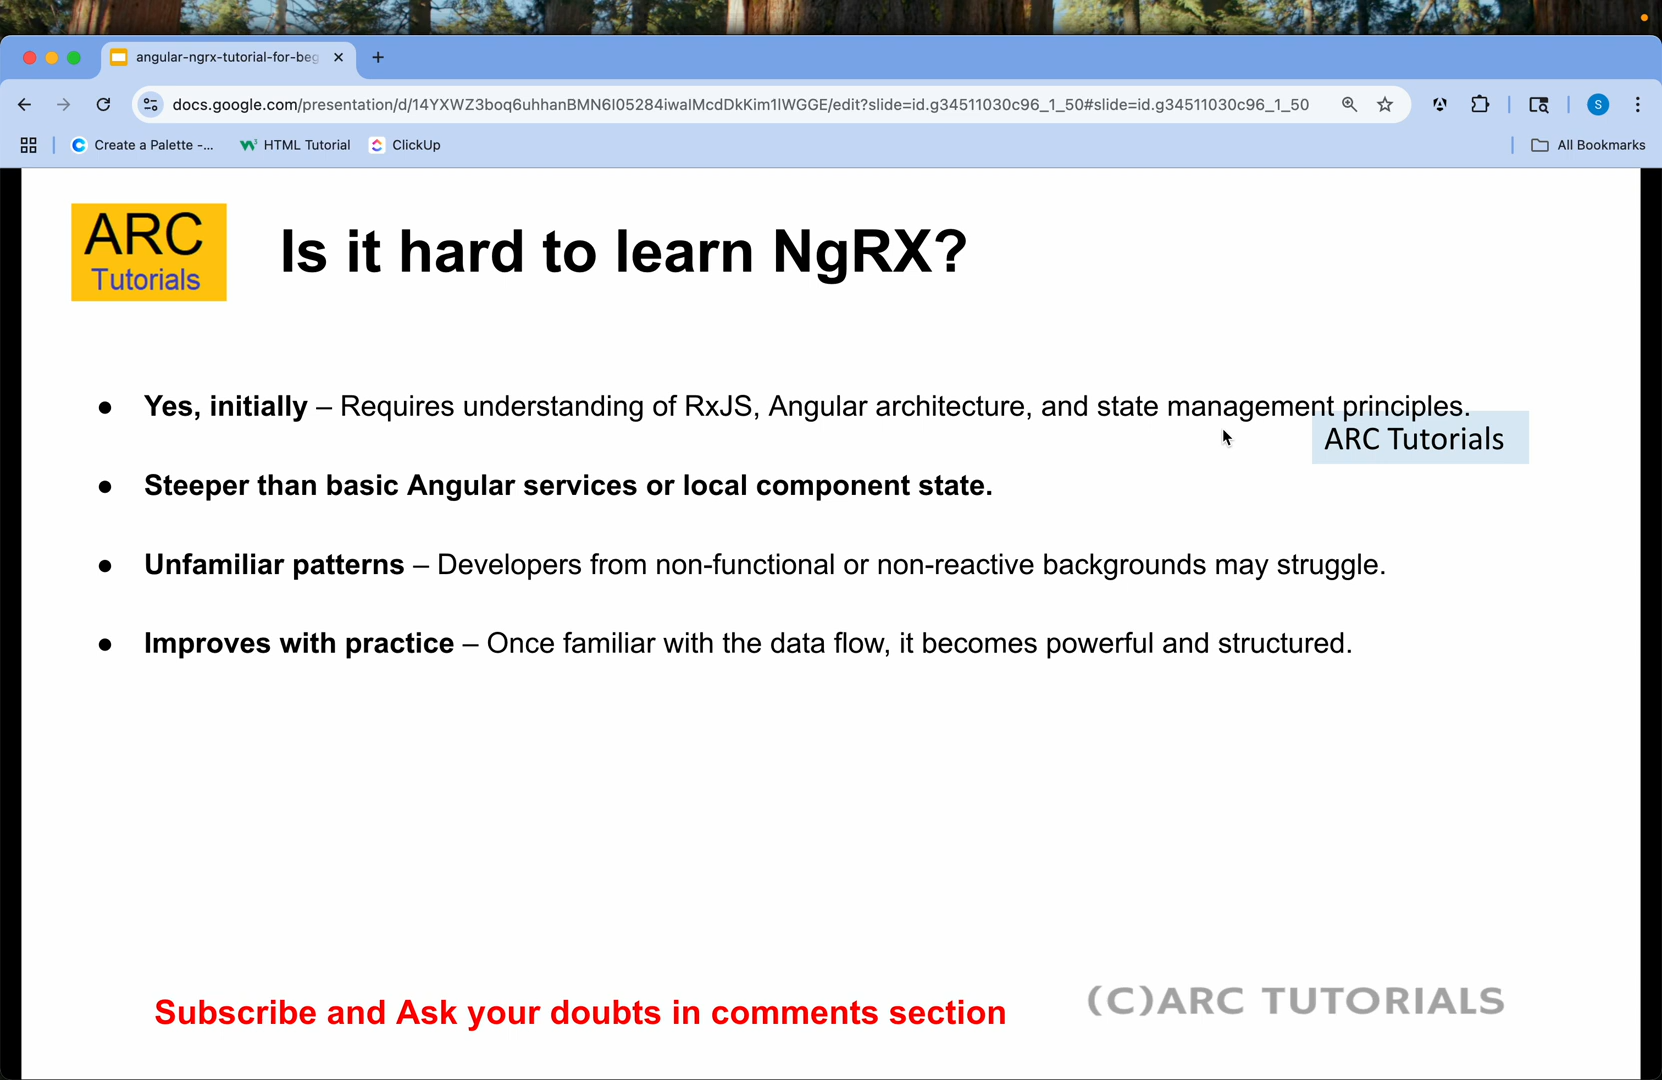 angular-ngrx-tutorial-for-beg
docs.google.com/presentation/d/14YXWZ3boq6uhhanBMN6I05284iwaIMcdDkKim1IWGGE/edit?slide=id.g34511030c96_1_50#slide=id.g34511030c96_1_50
S
Create a Palette -...
HTML Tutorial
ClickUp
All Bookmarks
ARC
Tutorials
Is it hard to learn NgRX?
● Yes, initially – Requires understanding of RxJS, Angular architecture, and state management principles.
ARC Tutorials
● Steeper than basic Angular services or local component state.
● Unfamiliar patterns – Developers from non-functional or non-reactive backgrounds may struggle.
● Improves with practice – Once familiar with the data flow, it becomes powerful and structured.
Subscribe and Ask your doubts in comments section
(C)ARC TUTORIALS